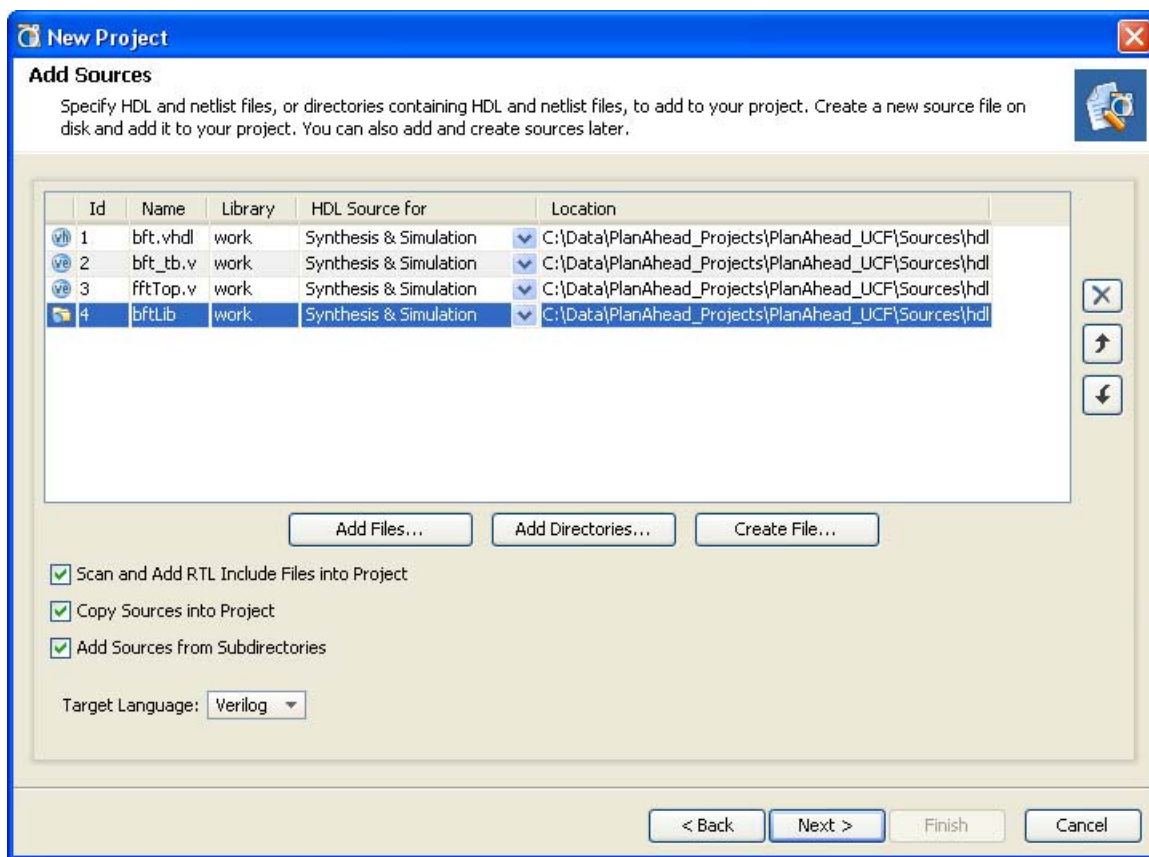 New Project
Add Sources
Specify HDL and netlist files, or directories containing HDL and netlist files, to add to your project. Create a new source file on
disk and add it to your project. You can also add and create sources later.
Id Name Library HDL Source for Location
1 bft.vhdl work Synthesis & Simulation C:\Data\PlanAhead_Projects\PlanAhead_UCF\Sources\hdl
2 bft_tb.v work Synthesis & Simulation C:\Data\PlanAhead_Projects\PlanAhead_UCF\Sources\hdl
3 fftTop.v work Synthesis & Simulation C:\Data\PlanAhead_Projects\PlanAhead_UCF\Sources\hdl
4 bftLib work Synthesis & Simulation C:\Data\PlanAhead_Projects\PlanAhead_UCF\Sources\hdl
Add Files... Add Directories... Create File...
Scan and Add RTL Include Files into Project
Copy Sources into Project
Add Sources from Subdirectories
Target Language: Verilog
< Back Next > Finish Cancel